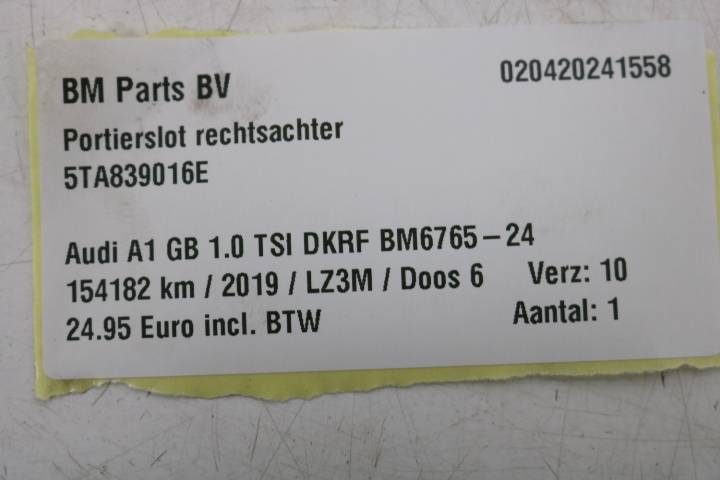 BM Parts BV 020420241558
Portierslot rechtsachter
5TA839016E
Audi A1 GB 1.0 TSI DKRF BM6765-24
154182 km / 2019 / LZ3M / Doos 6 Verz: 10
24.95 Euro incl. BTW Aantal: 1